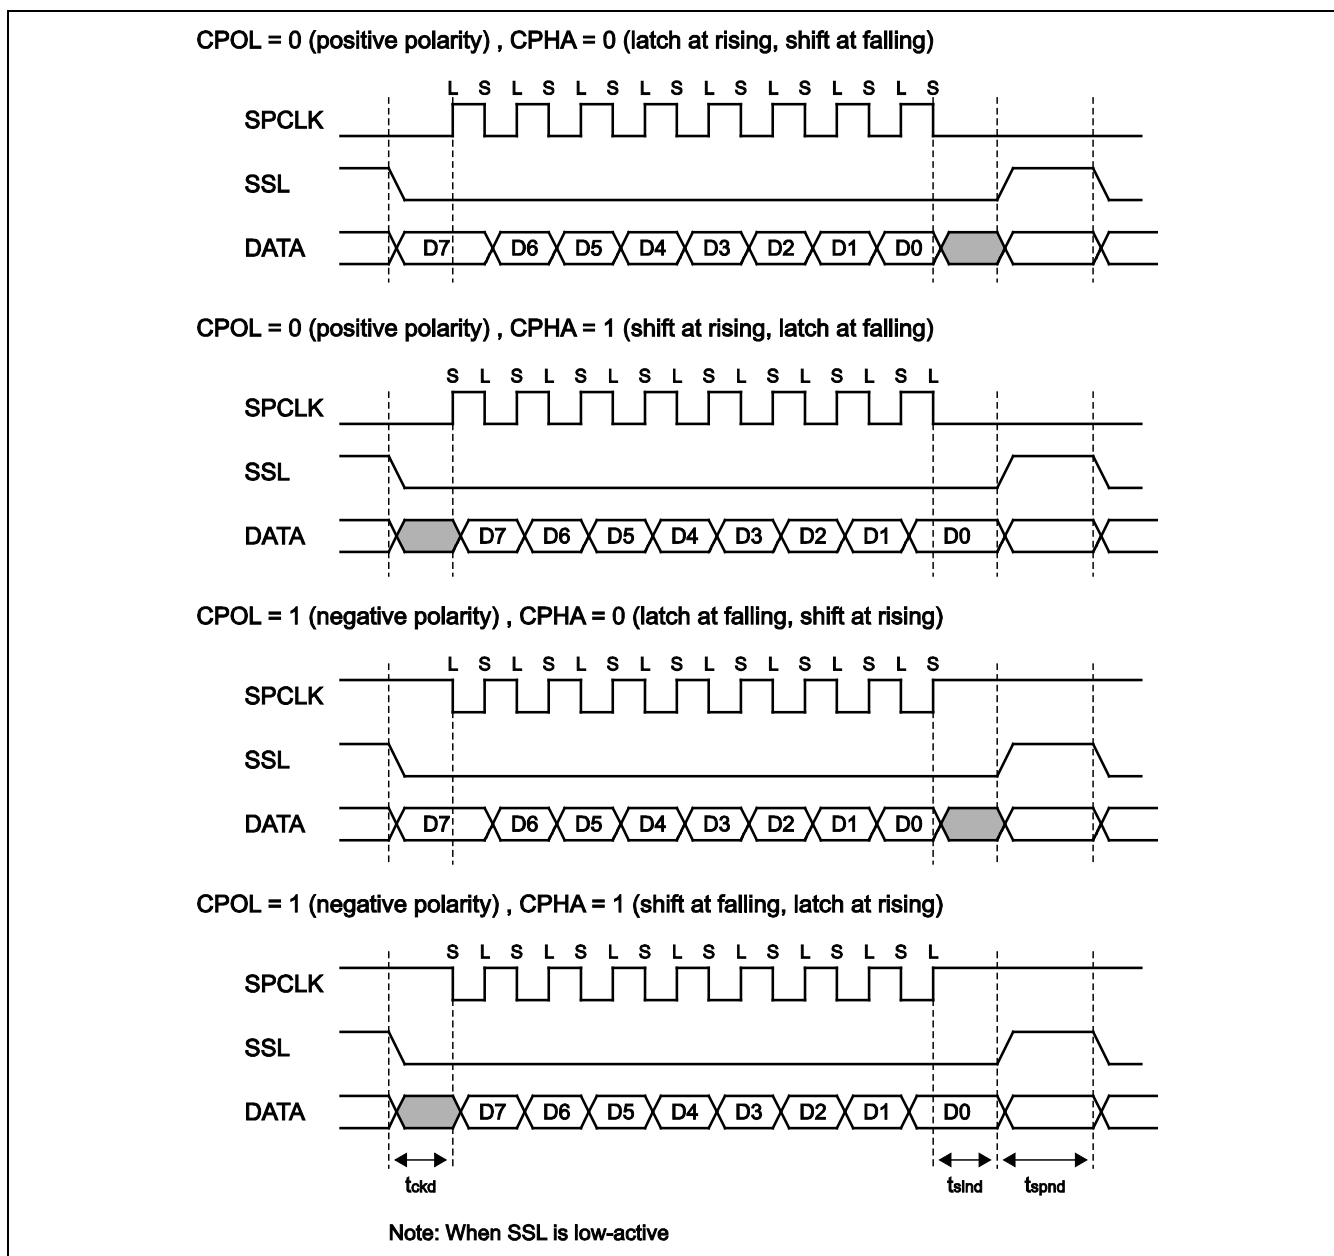 CPOL = 0 (positive polarity) , CPHA = 0 (latch at rising, shift at falling)
L S L S L S L S L S L S L S L S
SPCLK
SSL
DATA D7 D6 D5 D4 D3 D2 D1 D0
CPOL = 0 (positive polarity) , CPHA = 1 (shift at rising, latch at falling)
S L S L S L S L S L S L S L S L
SPCLK
SSL
DATA D7 D6 D5 D4 D3 D2 D1 D0
CPOL = 1 (negative polarity) , CPHA = 0 (latch at falling, shift at rising)
L S L S L S L S L S L S L S L S
SPCLK
SSL
DATA D7 D6 D5 D4 D3 D2 D1 D0
CPOL = 1 (negative polarity) , CPHA = 1 (shift at falling, latch at rising)
S L S L S L S L S L S L S L S L
SPCLK
SSL
DATA D7 D6 D5 D4 D3 D2 D1 D0
tckd tslnd tspnd
Note: When SSL is low-active